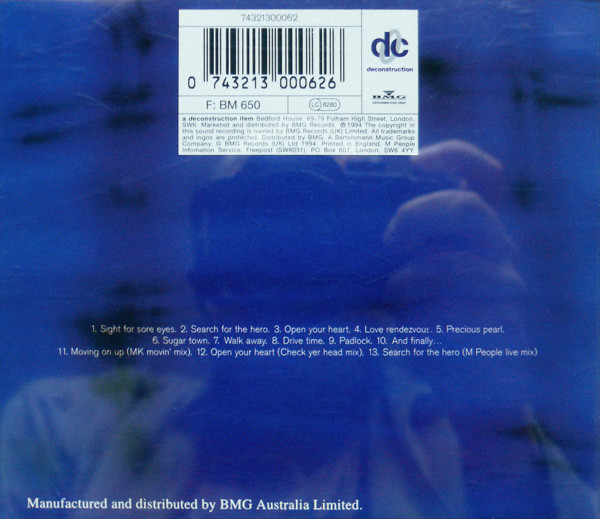 74321300062
0 743213 000626
dc
deconstruction
BMG
F: BM 650
LC 6280
a deconstruction item Bedford House, 69-79 Fulham High Street, London,
SW6. Marketed and distributed by BMG Records. ℗ 1994 The copyright in
this sound recording is owned by BMG Records (UK) Limited. All trademarks
and logos are protected. Distributed by BMG. A Bertelsmann Music Group
Company. © BMG Records (UK) Ltd 1994. Printed in England. M People
Infomation Service, Freepost (SW8031), PO Box 607, London, SW6 4YY.
1. Sight for sore eyes. 2. Search for the hero. 3. Open your heart. 4. Love rendezvous. 5. Precious pearl.
6. Sugar town. 7. Walk away. 8. Drive time. 9. Padlock. 10. And finally...
11. Moving on up (MK movin' mix). 12. Open your heart (Check yer head mix). 13. Search for the hero (M People live mix)
Manufactured and distributed by BMG Australia Limited.